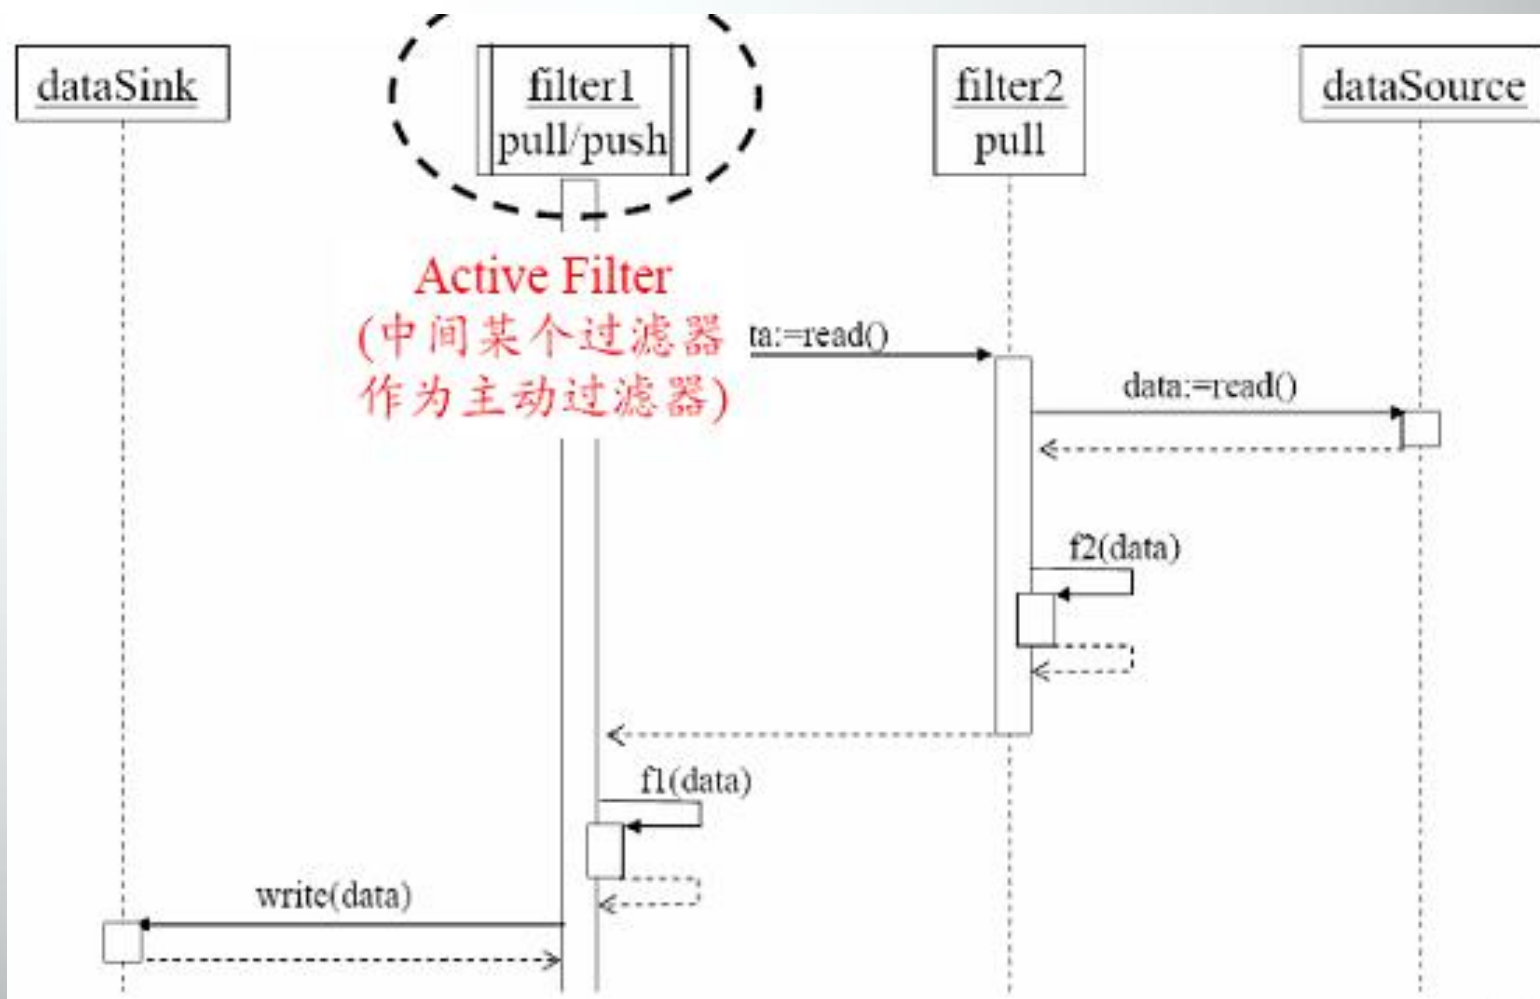 dataSink
filter1
pull/push
filter2
pull
dataSource
Active Filter
(中间某个过滤器
作为主动过滤器)
ta:=read()
data:=read()
f2(data)
f1(data)
write(data)